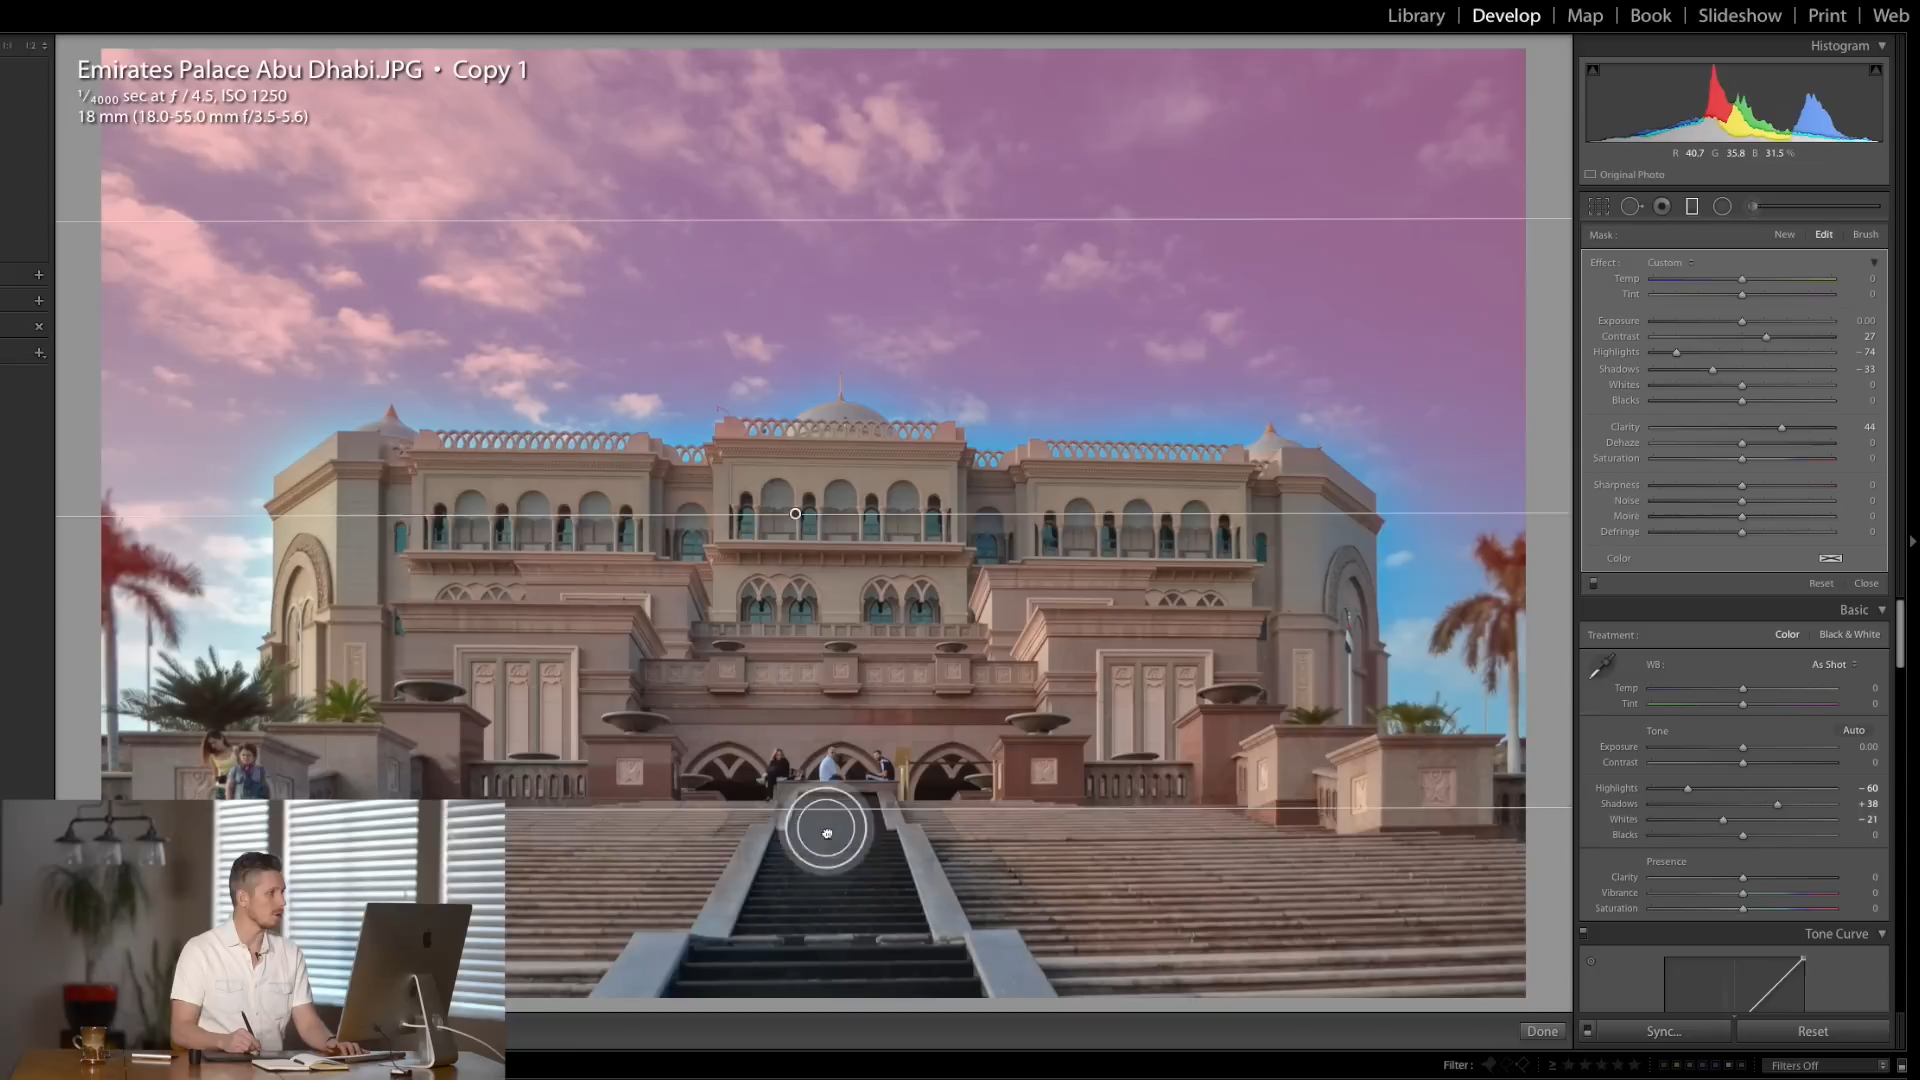 Library | Develop | Map | Book | Slideshow | Print | Web
1:1 1:2
Emirates Palace Abu Dhabi.JPG • Copy 1
1/4000 sec at ƒ / 4.5, ISO 1250
18 mm (18.0-55.0 mm f/3.5-5.6)
Histogram
R 40.7 G 35.8 B 31.5 %
Original Photo
Mask : New Edit Brush
Effect : Custom
Temp 0
Tint 0
Exposure 0.00
Contrast 27
Highlights – 74
Shadows – 33
Whites 0
Blacks 0
Clarity 44
Dehaze 0
Saturation 0
Sharpness 0
Noise 0
Moiré 0
Defringe 0
Color
Reset Close
Basic
Treatment : Color Black & White
WB : As Shot
Temp 0
Tint 0
Tone Auto
Exposure 0.00
Contrast 0
Highlights – 60
Shadows + 38
Whites – 21
Blacks 0
Presence
Clarity 0
Vibrance 0
Saturation 0
Tone Curve
Done Sync... Reset
Filter : Filters Off